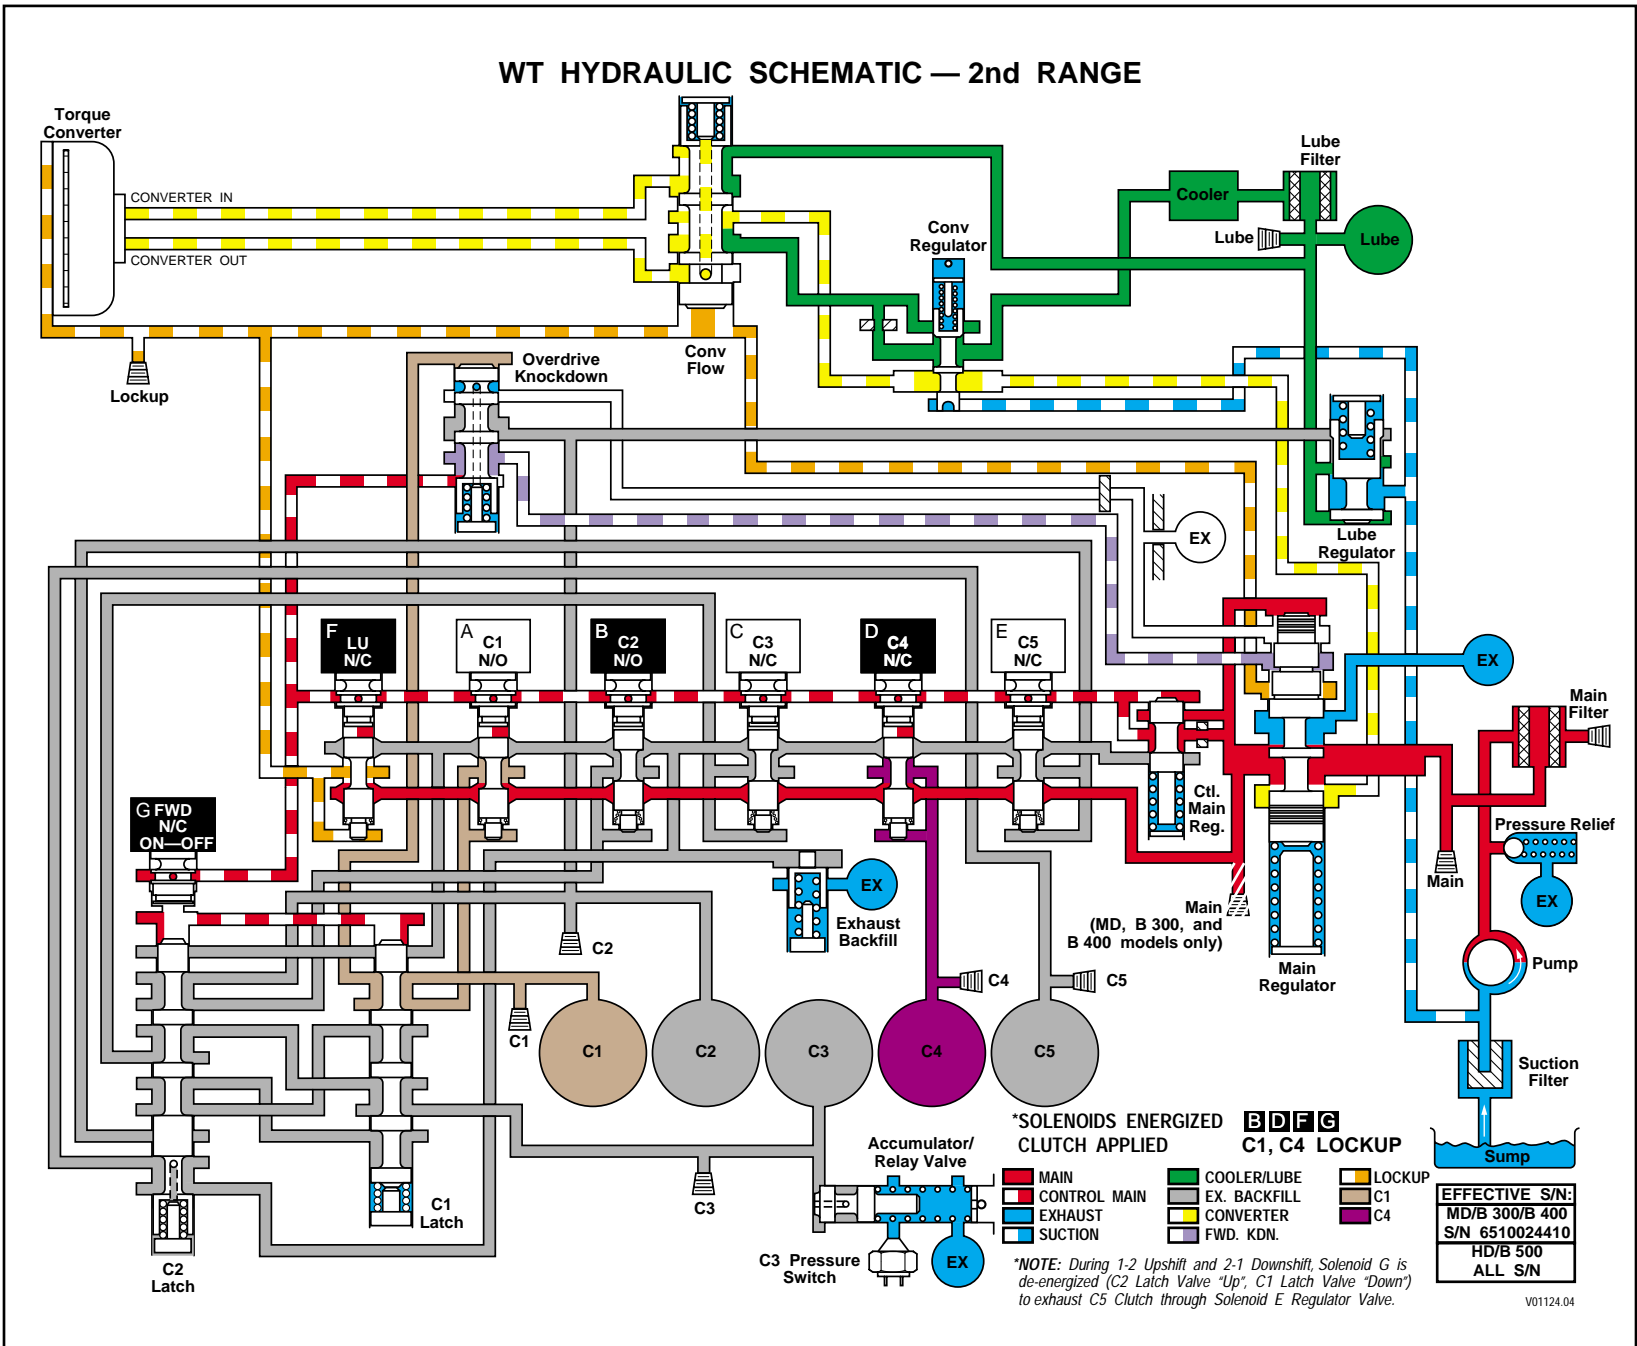 WT HYDRAULIC SCHEMATIC — 2nd RANGE
Torque
Converter
CONVERTER IN
CONVERTER OUT
Lockup
Conv
Flow
Overdrive
Knockdown
Conv
Regulator
Cooler
Lube
Filter
Lube
Lube
Lube
Regulator
EX
F
LU
N/C
A
C1
N/O
B
C2
N/O
C
C3
N/C
D
C4
N/C
E
C5
N/C
G FWD
N/C
ON—OFF
Ctl.
Main
Reg.
EX
Main
Filter
Pressure Relief
EX
Main
Main
(MD, B 300, and
B 400 models only)
Main
Regulator
Pump
EX
Exhaust
Backfill
C2
C4
C5
C1
C1
C2
C3
C4
C5
Suction
Filter
Sump
C1
Latch
C2
Latch
C3
Accumulator/
Relay Valve
C3 Pressure
Switch
EX
*SOLENOIDS ENERGIZED B D F G
CLUTCH APPLIED C1, C4 LOCKUP
MAIN
CONTROL MAIN
EXHAUST
SUCTION
COOLER/LUBE
EX. BACKFILL
CONVERTER
FWD. KDN.
LOCKUP
C1
C4
*NOTE: During 1-2 Upshift and 2-1 Downshift, Solenoid G is
de-energized (C2 Latch Valve "Up", C1 Latch Valve "Down")
to exhaust C5 Clutch through Solenoid E Regulator Valve.
EFFECTIVE S/N:
MD/B 300/B 400
S/N 6510024410
HD/B 500
ALL S/N
V01124.04